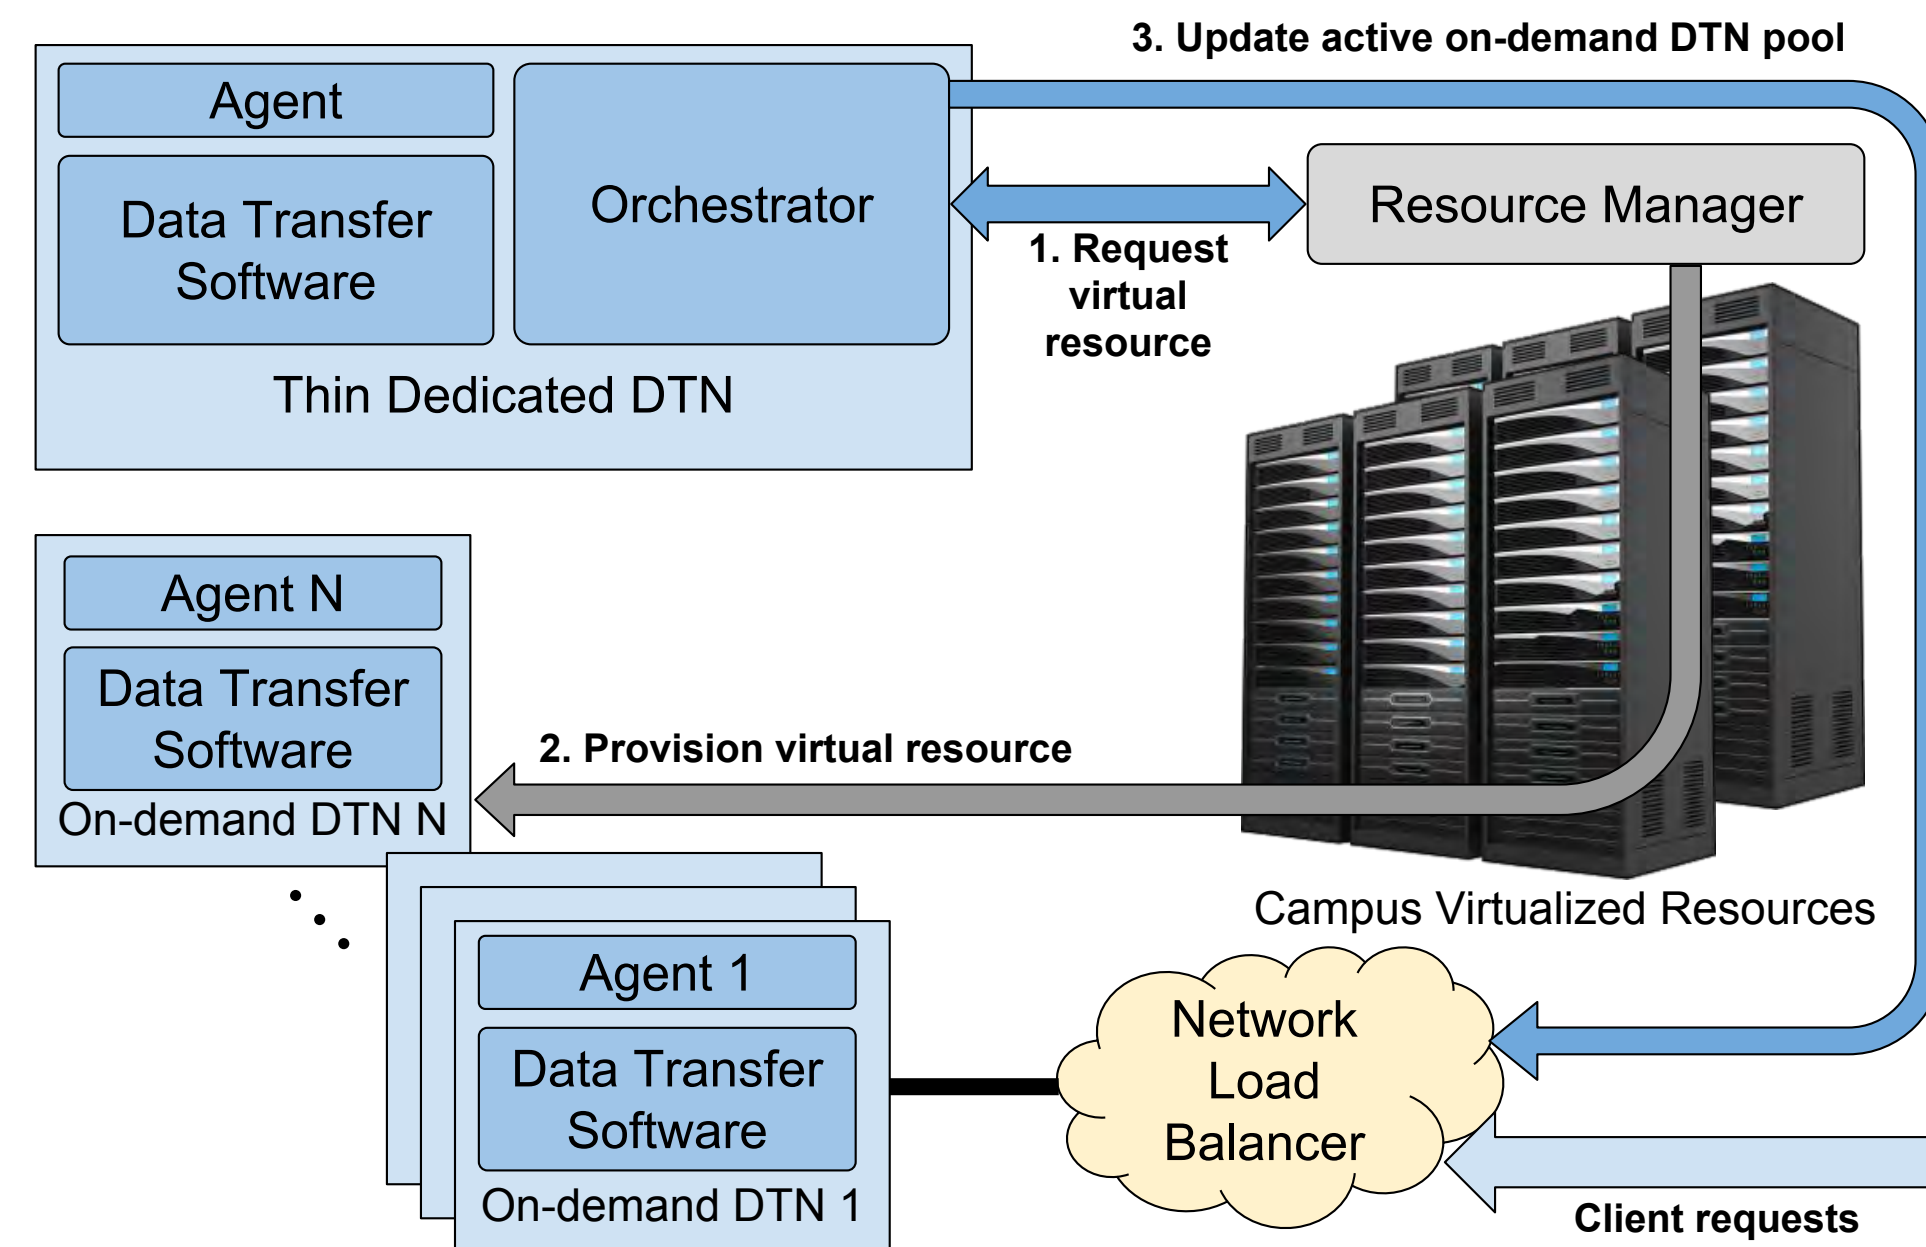 3. Update active on-demand DTN pool
Agent
Data Transfer
Software
Orchestrator
Thin Dedicated DTN
1. Request
virtual
resource
Resource Manager
Agent N
Data Transfer
Software
On-demand DTN N
2. Provision virtual resource
Campus Virtualized Resources
Agent 1
Data Transfer
Software
On-demand DTN 1
Network
Load
Balancer
Client requests